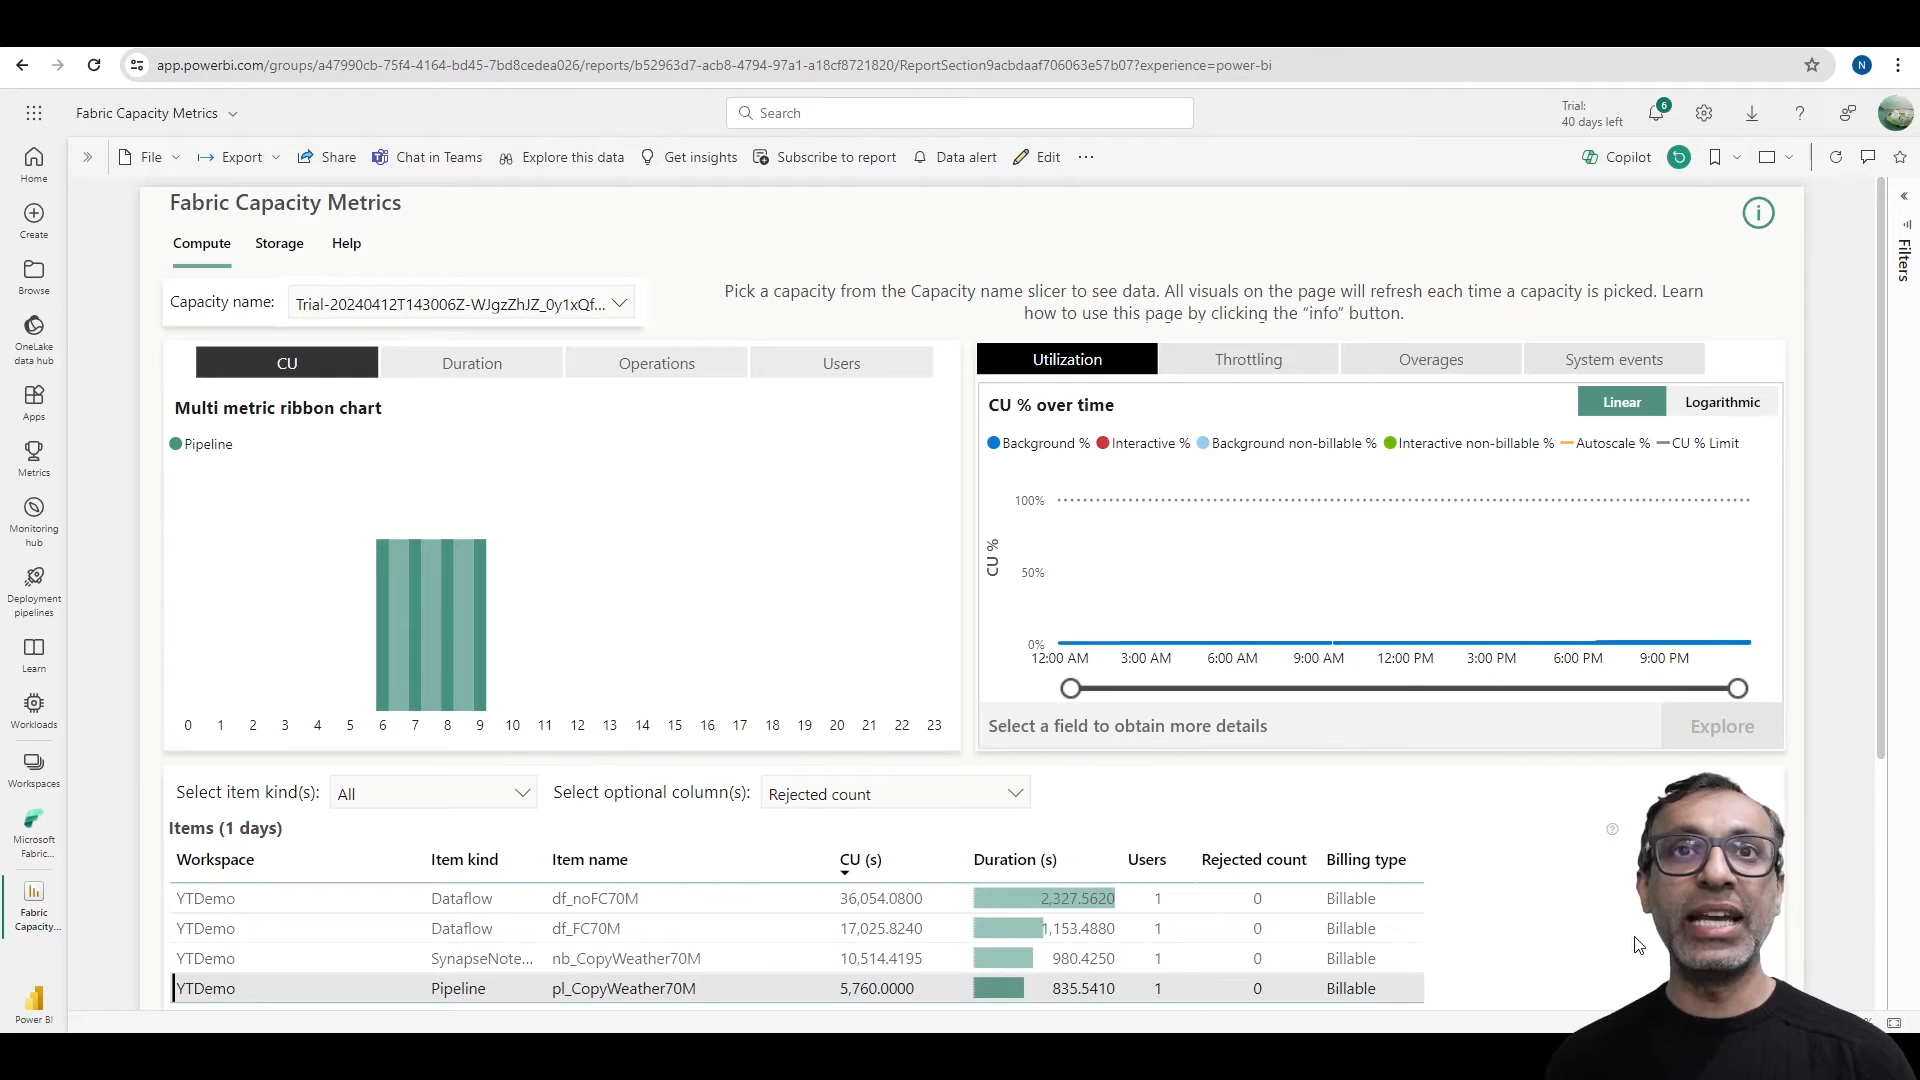 app.powerbi.com/groups/a47990cb-75f4-4164-bd45-7bd8cedea026/reports/b52963d7-acb8-4794-97a1-a18cf8721820/ReportSection9acbdaaf706063e57b07?experience=power-bi
N
Fabric Capacity Metrics
Search
Trial:
40 days left
6
File
Export
Share
Chat in Teams
Explore this data
Get insights
Subscribe to report
Data alert
Edit
Copilot
Home
Create
Browse
OneLake
data hub
Apps
Metrics
Monitoring
hub
Deployment
pipelines
Learn
Workloads
Workspaces
Microsoft
Fabric...
Fabric
Capacity...
Power BI
Filters
Fabric Capacity Metrics
Compute
Storage
Help
Capacity name:
Trial-20240412T143006Z-WJgzZhJZ_0y1xQf...
Pick a capacity from the Capacity name slicer to see data. All visuals on the page will refresh each time a capacity is picked. Learn
how to use this page by clicking the "info" button.
CU
Duration
Operations
Users
Multi metric ribbon chart
Pipeline
0 1 2 3 4 5 6 7 8 9 10 11 12 13 14 15 16 17 18 19 20 21 22 23
Utilization
Throttling
Overages
System events
CU % over time
Linear
Logarithmic
Background % Interactive % Background non-billable % Interactive non-billable % Autoscale % CU % Limit
CU %
100%
50%
0%
12:00 AM 3:00 AM 6:00 AM 9:00 AM 12:00 PM 3:00 PM 6:00 PM 9:00 PM
Select a field to obtain more details
Explore
Select item kind(s):
All
Select optional column(s):
Rejected count
Items (1 days)
Workspace Item kind Item name CU (s) Duration (s) Users Rejected count Billing type
YTDemo Dataflow df_noFC70M 36,054.0800 2,327.5620 1 0 Billable
YTDemo Dataflow df_FC70M 17,025.8240 1,153.4880 1 0 Billable
YTDemo SynapseNote... nb_CopyWeather70M 10,514.4195 980.4250 1 0 Billable
YTDemo Pipeline pl_CopyWeather70M 5,760.0000 835.5410 1 0 Billable